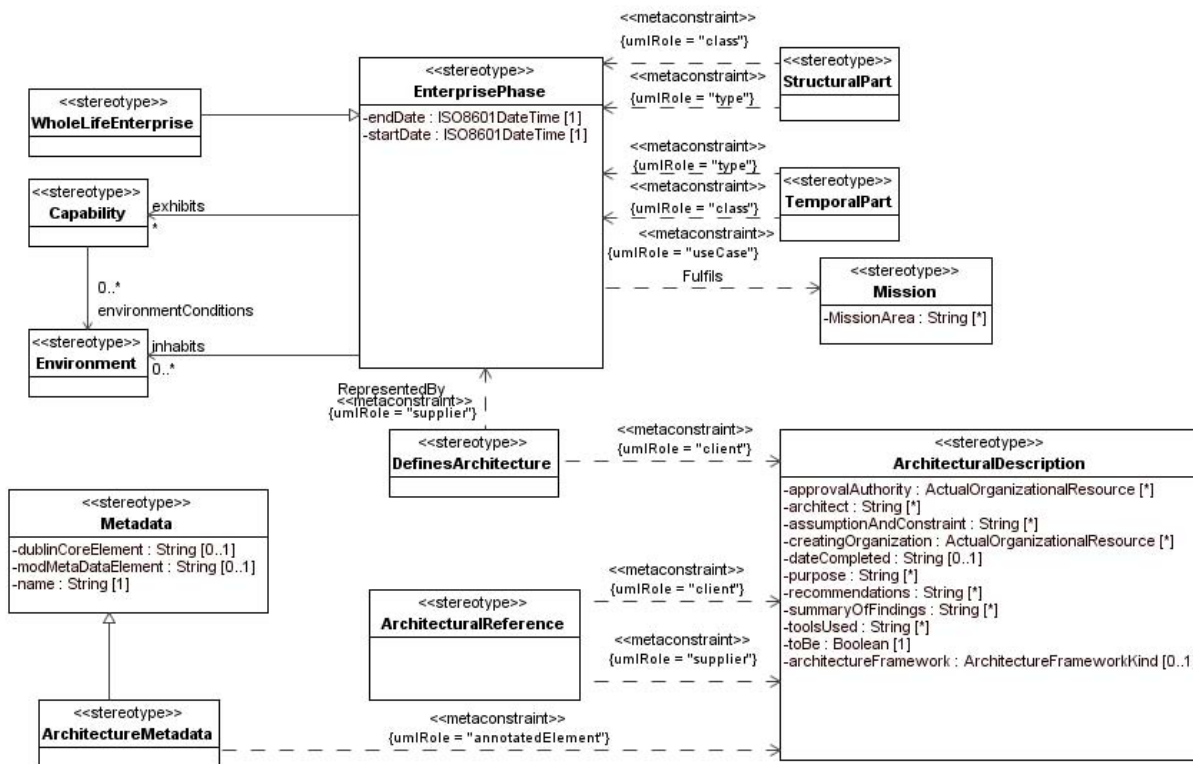 <<metaconstraint>>
{umlRole = "class"}
<<stereotype>>
EnterprisePhase
-endDate : ISO8601DateTime [1]
-startDate : ISO8601DateTime [1]
<<stereotype>>
StructuralPart
<<metaconstraint>>
{umlRole = "type"}
<<stereotype>>
WholeLifeEnterprise
<<metaconstraint>>
{umlRole = "type"}
<<stereotype>>
TemporalPart
<<metaconstraint>>
{umlRole = "class"}
<<stereotype>>
Capability
exhibits
*
<<metaconstraint>>
{umlRole = "useCase"}
Fulfils
<<stereotype>>
Mission
-MissionArea : String [*]
0..*
environmentConditions
<<stereotype>>
Environment
inhabits
0..*
RepresentedBy
<<metaconstraint>>
{umlRole = "supplier"}
<<stereotype>>
DefinesArchitecture
<<metaconstraint>>
{umlRole = "client"}
<<stereotype>>
ArchitecturalDescription
-approvalAuthority : ActualOrganizationalResource [*]
-architect : String [*]
-assumptionAndConstraint : String [*]
-creatingOrganization : ActualOrganizationalResource [*]
-dateCompleted : String [0..1]
-purpose : String [*]
-recommendations : String [*]
-summaryOfFindings : String [*]
-toolsUsed : String [*]
-toBe : Boolean [1]
-architectureFramework : ArchitectureFrameworkKind [0..1
<<stereotype>>
Metadata
-dublinCoreElement : String [0..1]
-modMetaDataElement : String [0..1]
-name : String [1]
<<metaconstraint>>
{umlRole = "client"}
<<stereotype>>
ArchitecturalReference
<<metaconstraint>>
{umlRole = "supplier"}
<<stereotype>>
ArchitectureMetadata
<<metaconstraint>>
{umlRole = "annotatedElement"}